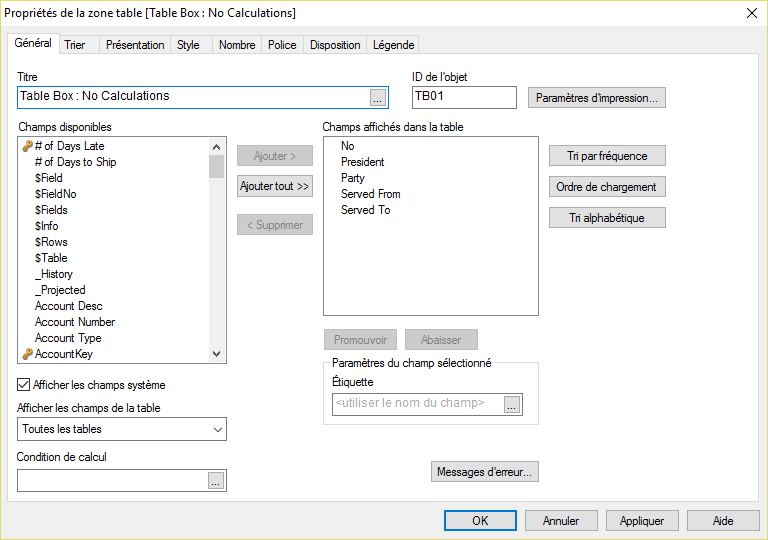 Propriétés de la zone table [Table Box : No Calculations]
Général Trier Présentation Style Nombre Police Disposition Légende
Titre
ID de l'objet
Table Box : No Calculations ...
TB01
Paramètres d'impression...
Champs disponibles
# of Days Late
# of Days to Ship
$Field
$FieldNo
$Fields
$Info
$Rows
$Table
_History
_Projected
Account Desc
Account Number
Account Type
AccountKey
Ajouter >
Ajouter tout >>
< Supprimer
Champs affichés dans la table
No
President
Party
Served From
Served To
Tri par fréquence
Ordre de chargement
Tri alphabétique
Promouvoir
Abaisser
Afficher les champs système
Afficher les champs de la table
Toutes les tables
Condition de calcul
...
Paramètres du champ sélectionné
Étiquette
<utiliser le nom du champ> ...
Messages d'erreur...
OK
Annuler
Appliquer
Aide